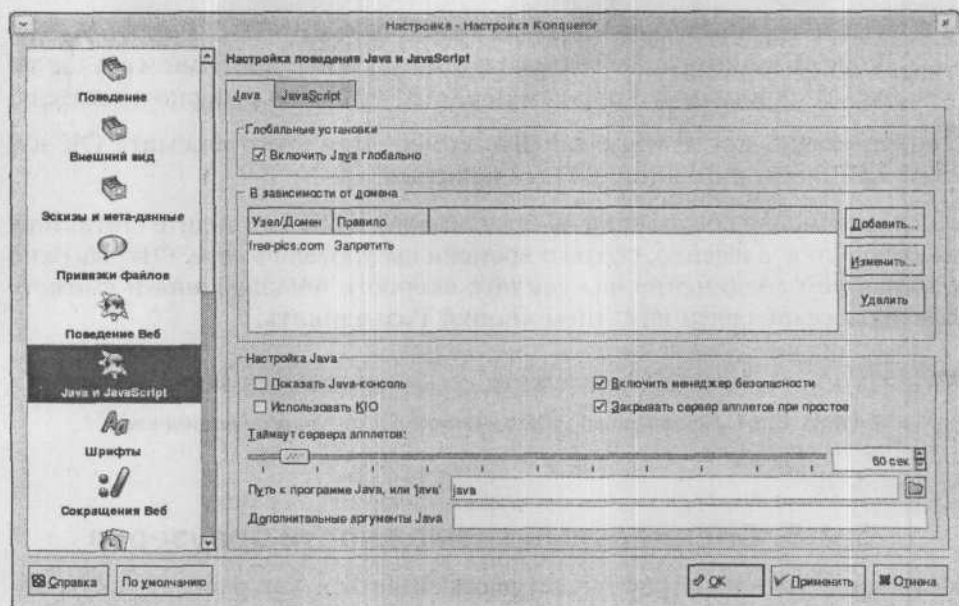 Настройка - Настройка Konqueror
Поведение
Внешний вид
Эскизы и мета-данные
Привязки файлов
Поведение Веб
Java и JavaScript
Шрифты
Сокращения Веб
Настройка поведения Java и JavaScript
Java JavaScript
Глобальные установки
Включить Java глобально
В зависимости от домена
Узел/Домен Правило
free-pics.com Запретить
Добавить...
Изменить...
Удалить
Настройка Java
Показать Java-консоль
Включить менеджер безопасности
Использовать KIO
Закрывать сервер апплетов при простое
Таймаут сервера апплетов:
60 сек
Путь к программе Java, или 'java' java
Дополнительные аргументы Java
Справка По умолчанию OK Применить Отмена